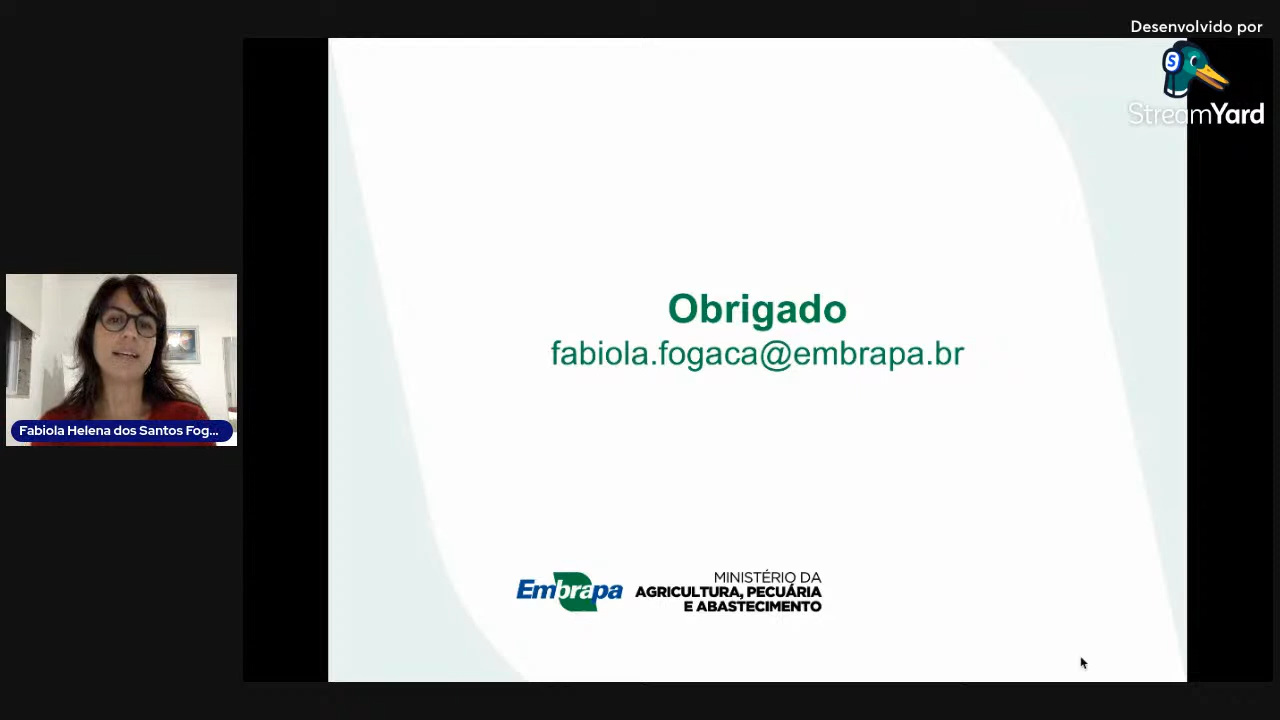 Desenvolvido por
StreamYard
Obrigado
fabiola.fogaca@embrapa.br
Fabiola Helena dos Santos Fog...
Embrapa
MINISTÉRIO DA
AGRICULTURA, PECUÁRIA
E ABASTECIMENTO